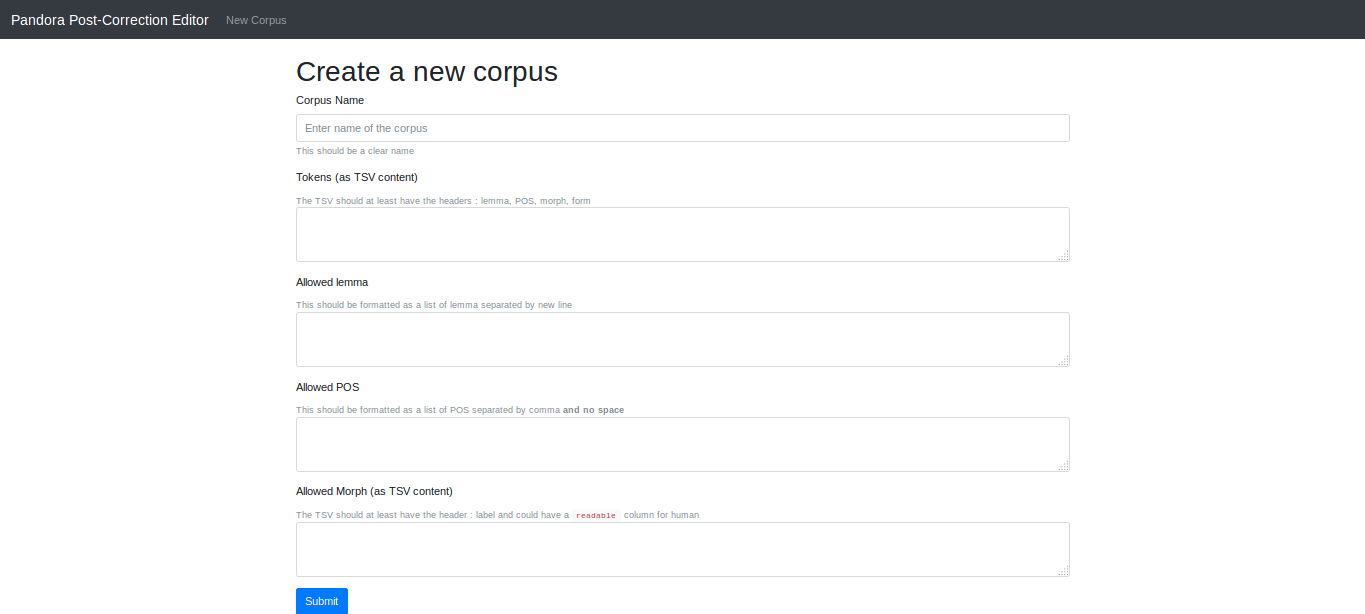 Pandora Post-Correction Editor New Corpus
Create a new corpus
Corpus Name
Enter name of the corpus
This should be a clear name
Tokens (as TSV content)
The TSV should at least have the headers : lemma, POS, morph, form
Allowed lemma
This should be formatted as a list of lemma separated by new line
Allowed POS
This should be formatted as a list of POS separated by comma and no space
Allowed Morph (as TSV content)
The TSV should at least have the header : label and could have a readable column for human
Submit